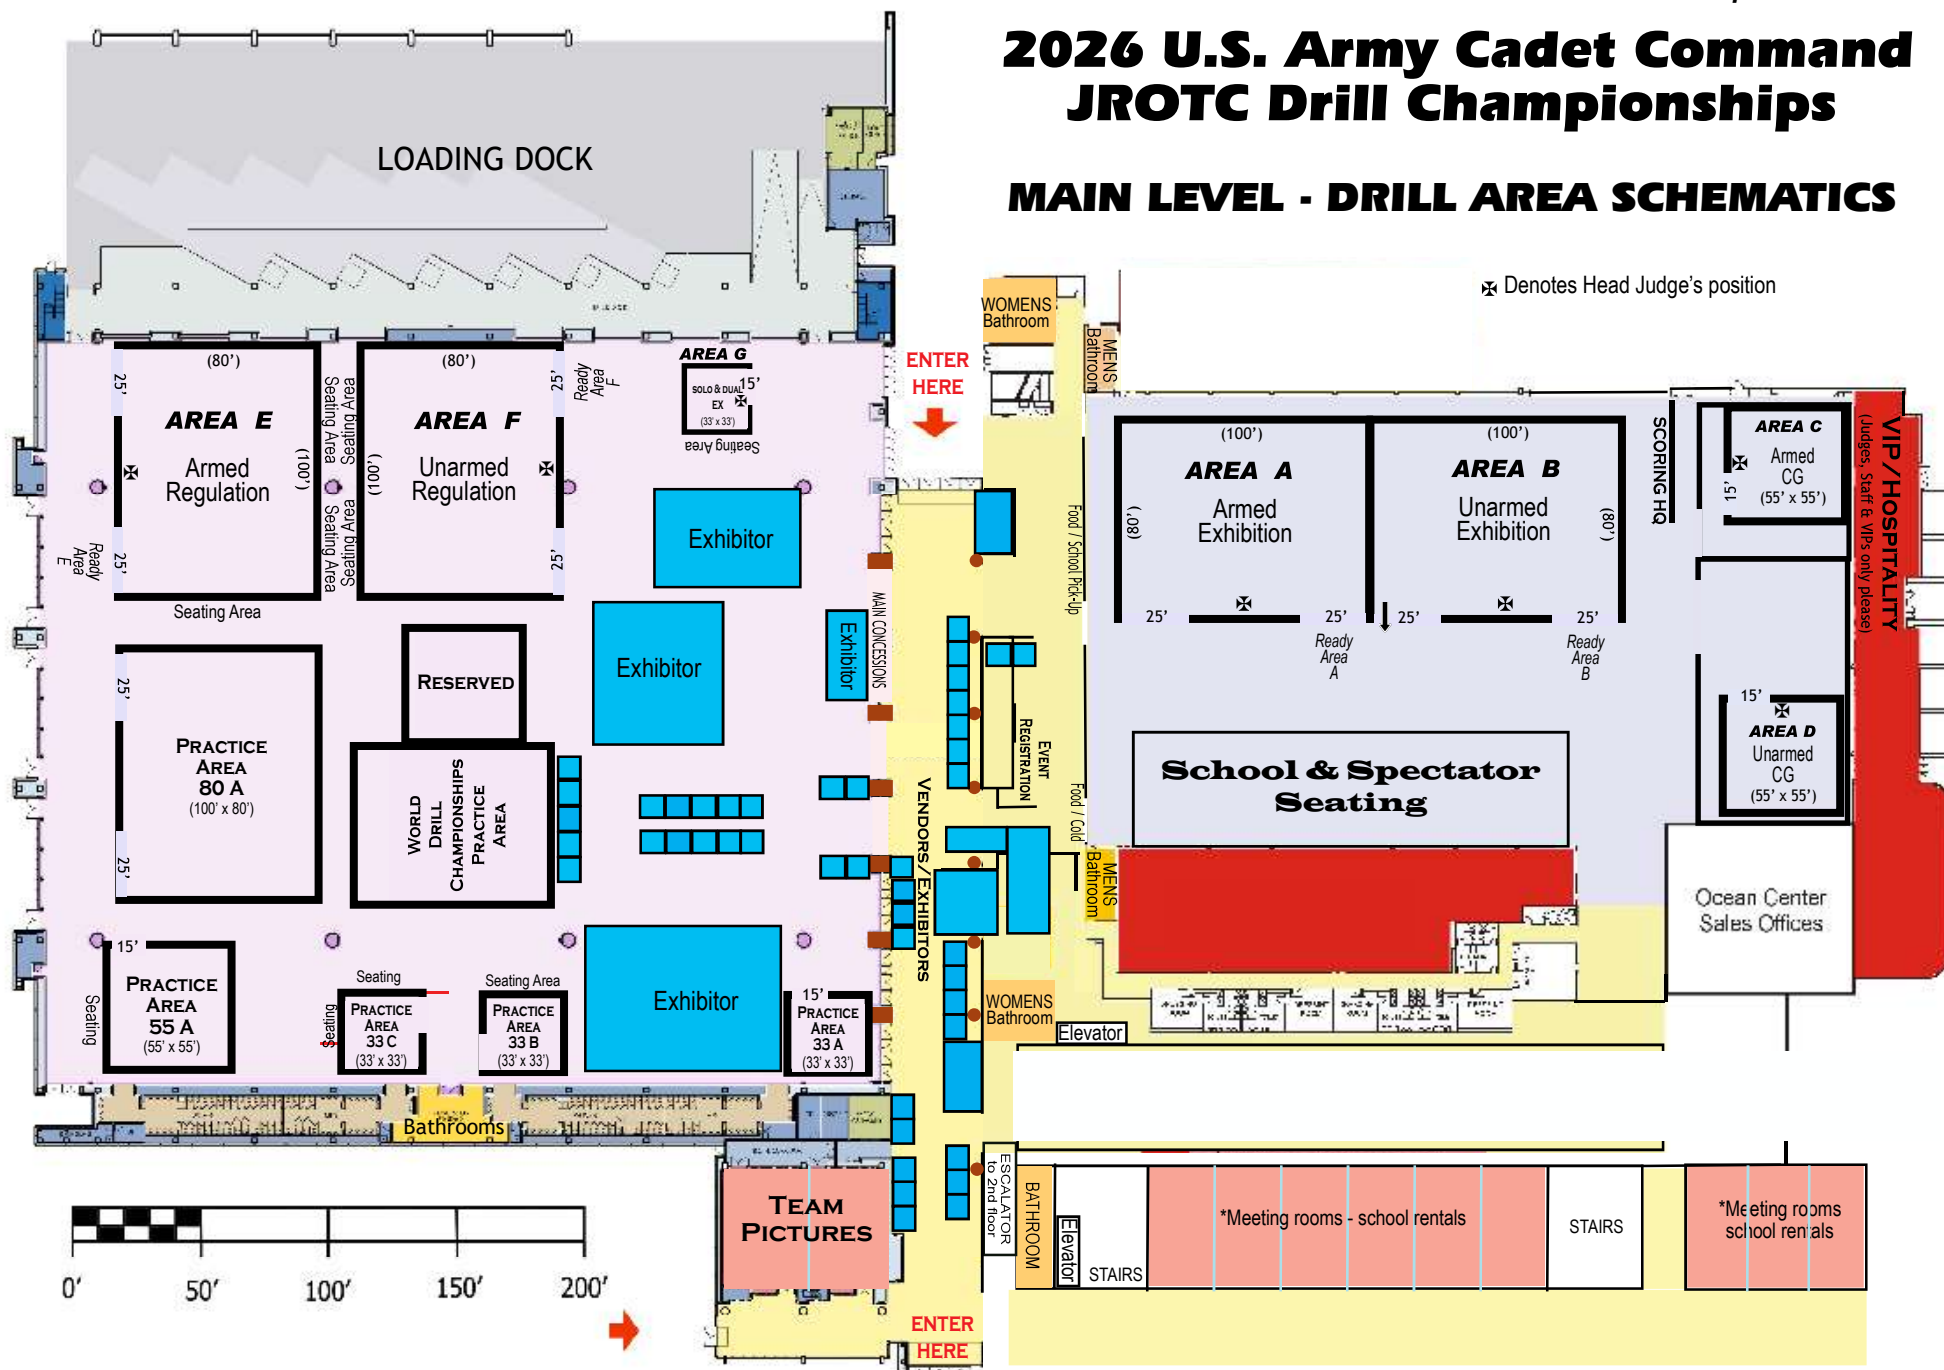 2026 U.S. Army Cadet Command
JROTC Drill Championships
MAIN LEVEL - DRILL AREA SCHEMATICS
✠ Denotes Head Judge's position
LOADING DOCK
WOMENS
Bathroom
MENS
Bathroom
ENTER
HERE
(80')
25'
AREA E
Armed
Regulation
(100')
25'
Ready
Area
E
Seating Area
Seating Area
Seating Area
Seating Area
Seating Area
(80')
25'
AREA F
Unarmed
Regulation
(100')
25'
Ready
Area
F
AREA G
SOLO & DUAL
EX
15'
(33' x 33')
Seating Area
Exhibitor
Exhibitor
Exhibitor
MAIN CONCESSIONS
Food / School Pick-Up
(100')
AREA A
Armed
Exhibition
(80')
25'
25'
Ready
Area
A
(100')
AREA B
Unarmed
Exhibition
(80')
25'
25'
Ready
Area
B
SCORING HQ
AREA C
Armed
CG
(55' x 55')
15'
VIP/HOSPITALITY
(Judges, Staff & VIPs only please)
15'
AREA D
Unarmed
CG
(55' x 55')
School & Spectator
Seating
EVENT
REGISTRATION
Food / Cold
VENDORS/EXHIBITORS
MENS
Bathroom
Ocean Center
Sales Offices
RESERVED
25'
PRACTICE
AREA
80 A
(100' x 80')
25'
WORLD
DRILL
CHAMPIONSHIPS
PRACTICE
AREA
15'
PRACTICE
AREA
55 A
(55' x 55')
Seating
Seating
Seating
PRACTICE
AREA
33 C
(33' x 33')
Seating Area
PRACTICE
AREA
33 B
(33' x 33')
Exhibitor
15'
PRACTICE
AREA
33 A
(33' x 33')
WOMENS
Bathroom
Elevator
Bathrooms
TEAM
PICTURES
ESCALATOR
to 2nd floor
BATHROOM
Elevator
STAIRS
*Meeting rooms - school rentals
STAIRS
*Meeting rooms
school rentals
0' 50' 100' 150' 200'
ENTER
HERE